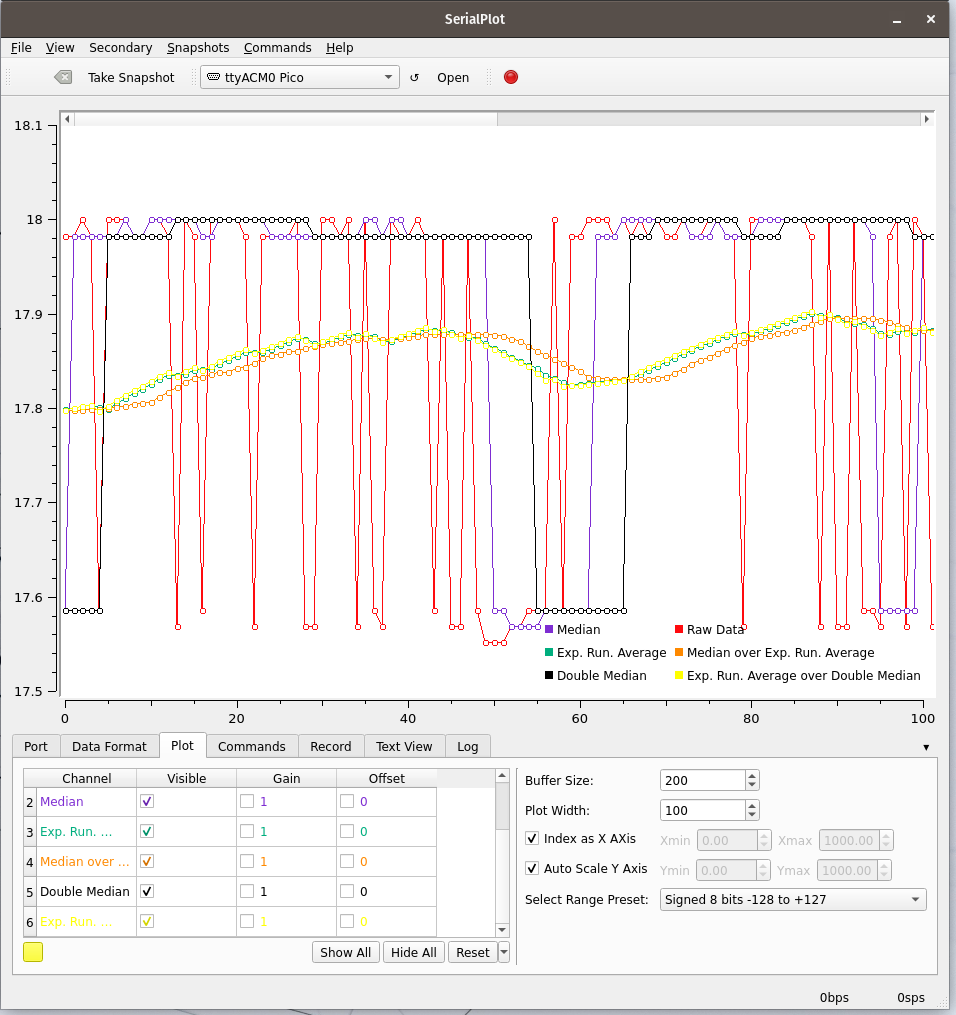 SerialPlot
File View Secondary Snapshots Commands Help
Take Snapshot ttyACM0 Pico Open
18.1
18
17.9
17.8
17.7
17.6
17.5
Median Raw Data
Exp. Run. Average Median over Exp. Run. Average
Double Median Exp. Run. Average over Double Median
0 20 40 60 80 100
Port Data Format Plot Commands Record Text View Log
Channel Visible Gain Offset
2 Median 1 0
3 Exp. Run. ... 1 0
4 Median over ... 1 0
5 Double Median 1 0
6 Exp. Run. ... 1 0
Show All Hide All Reset
Buffer Size: 200
Plot Width: 100
Index as X AXis Xmin 0.00 Xmax 1000.00
Auto Scale Y Axis Ymin 0.00 Ymax 1000.00
Select Range Preset: Signed 8 bits -128 to +127
0bps 0sps